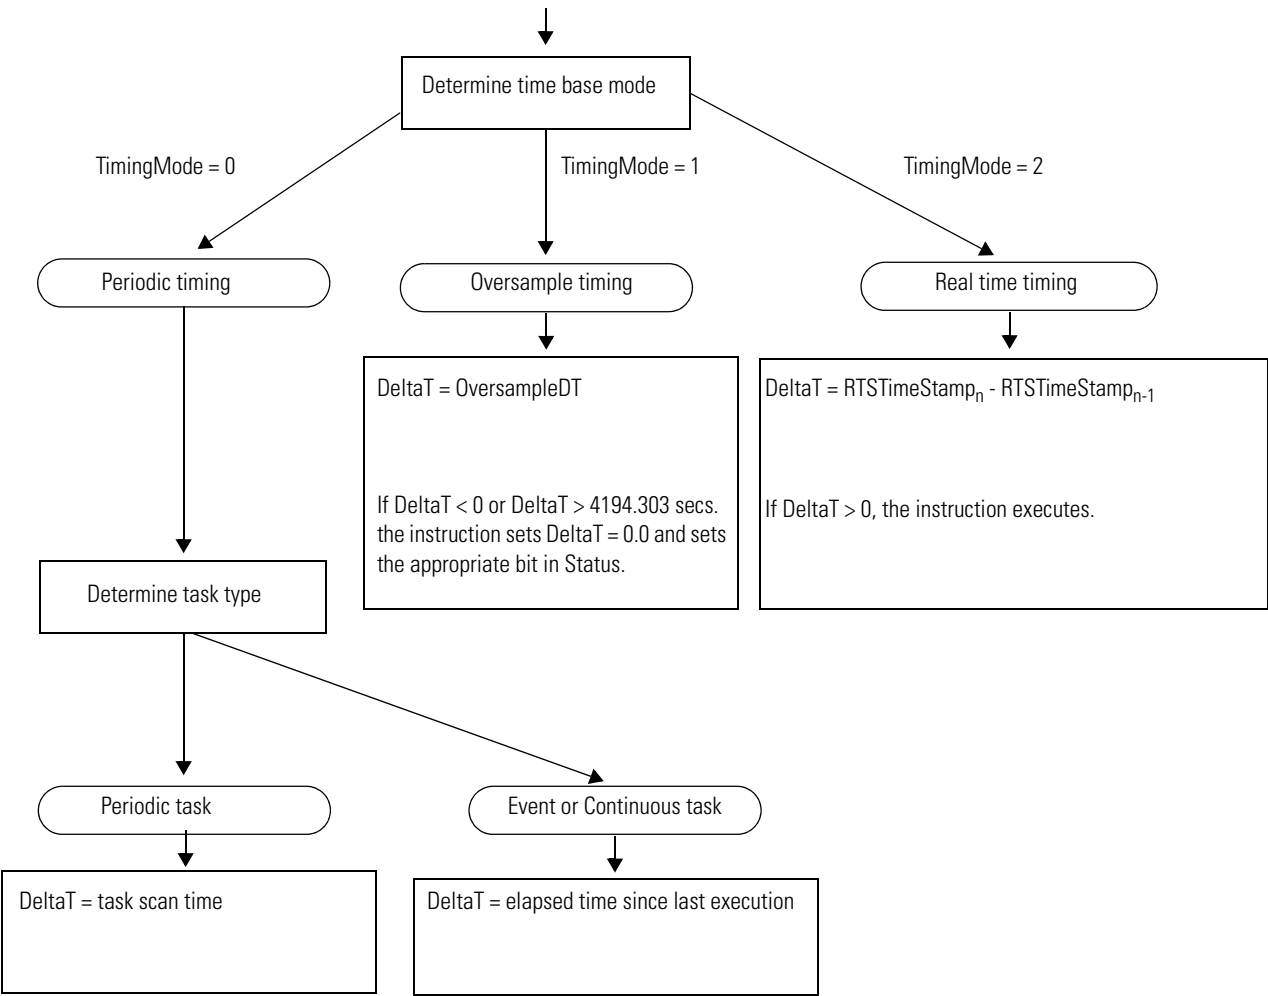 Determine time base mode
TimingMode = 0
TimingMode = 1
TimingMode = 2
Periodic timing
Oversample timing
Real time timing
DeltaT = OversampleDT
If DeltaT < 0 or DeltaT > 4194.303 secs.
the instruction sets DeltaT = 0.0 and sets
the appropriate bit in Status.
DeltaT = RTSTimeStampn - RTSTimeStampn-1
If DeltaT > 0, the instruction executes.
Determine task type
Periodic task
Event or Continuous task
DeltaT = task scan time
DeltaT = elapsed time since last execution